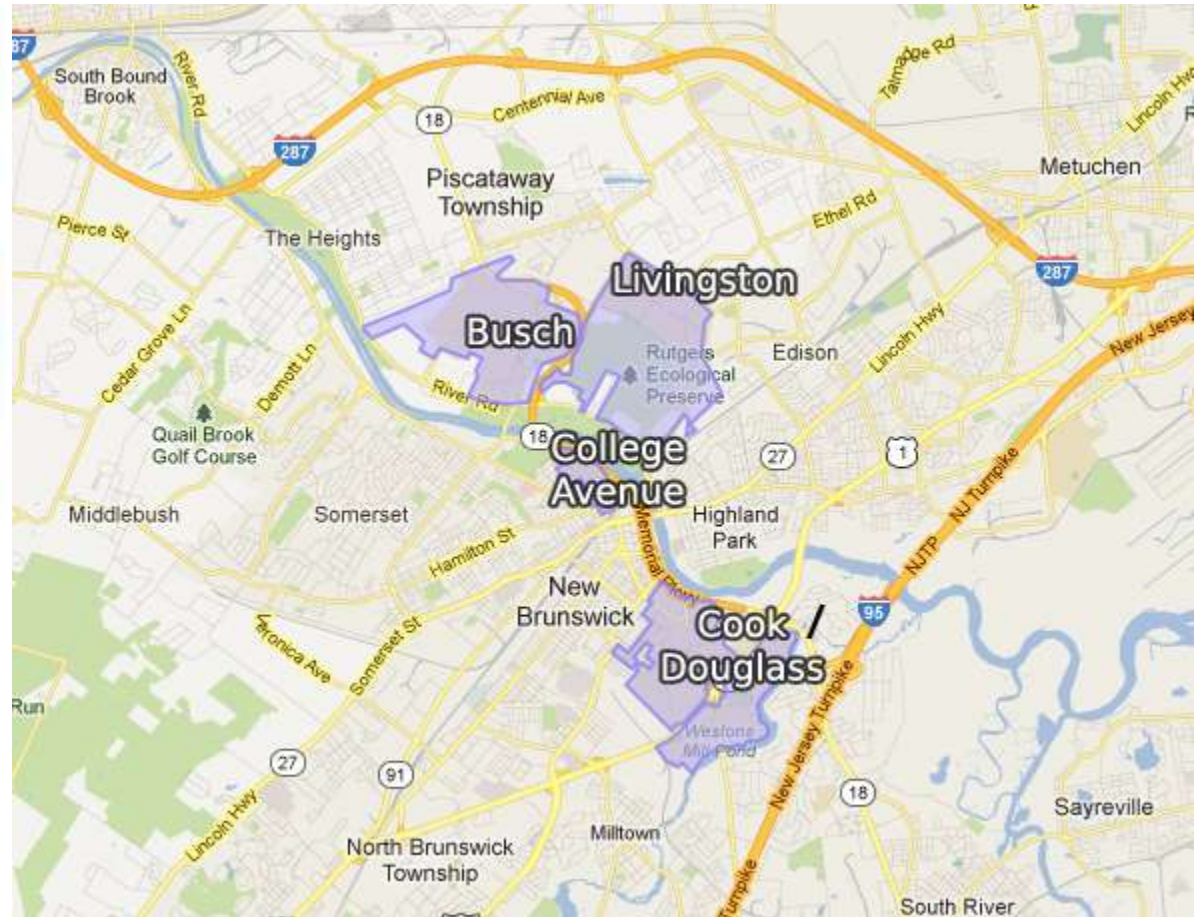 87
South Bound
Brook
River Rd
18
Centennial Ave
Lincoln Hwy
287
Piscataway
Township
Metuchen
Pierce St
The Heights
Ethel Rd
Livingston
287
Busch
Cedar Grove Ln
Demott Ln
Rutgers
Ecological
Preserve
Edison
Lincoln Hwy
New Jersey
River Rd
Quail Brook
Golf Course
18
College
Avenue
27
1
NJ Turnpike
Middlebush
Somerset
Highland
Park
Hamilton St
Memorial Pkwy
NJTP
New
Brunswick
95
Cook /
Douglass
Veronica Ave
Somerset St
Run
Westons
Mill Pond
New Jersey Turnpike
27
91
18
Lincoln Hwy
Sayreville
Milltown
North Brunswick
Township
Turnpike
South River